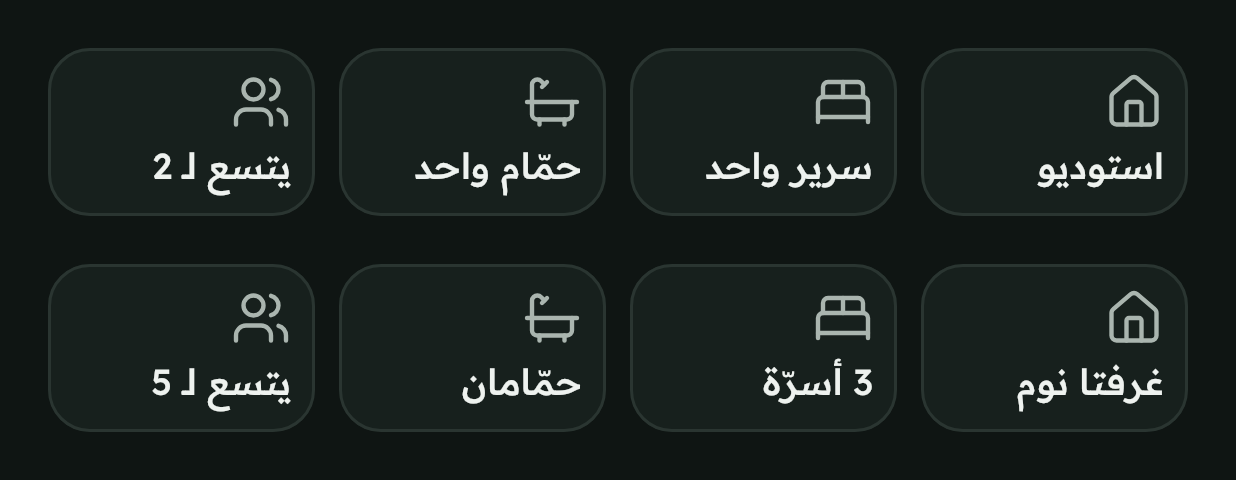 استوديو
سرير واحد
حمّام واحد
يتسع لـ 2
غرفتا نوم
3 أسرّة
حمّامان
يتسع لـ 5